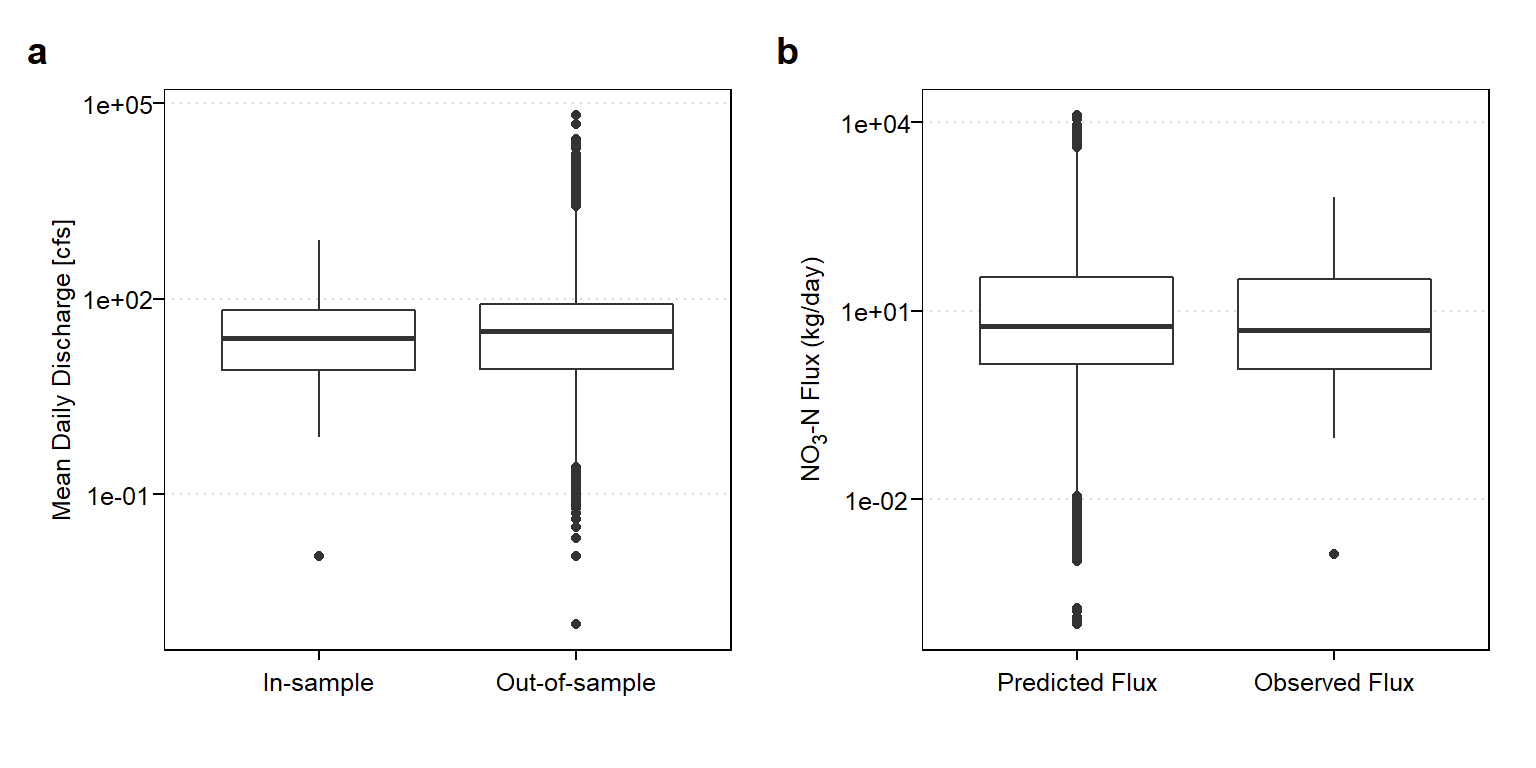 a
Mean Daily Discharge [cfs]
1e+05
1e+02
1e-01
In-sample
Out-of-sample
b
NO₃-N Flux (kg/day)
1e+04
1e+01
1e-02
Predicted Flux
Observed Flux